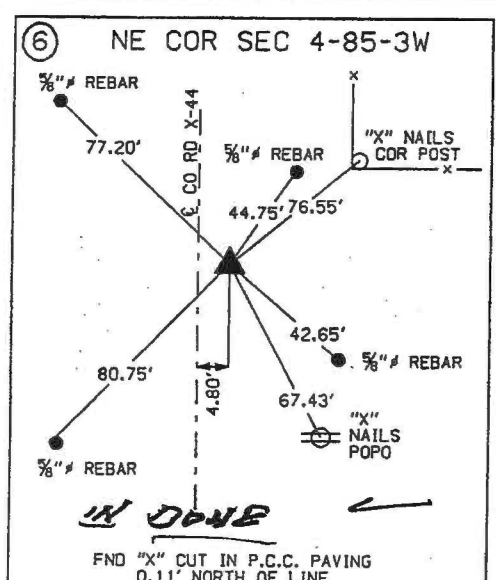 6 NE COR SEC 4-85-3W
5/8"ø REBAR
77.20'
℄ CO RD X-44
5/8"ø REBAR
"X" NAILS
COR POST
44.75'
76.55'
42.65'
5/8"ø REBAR
80.75'
4.80'
67.43'
"X"
NAILS
POPO
5/8"ø REBAR
IN DONE
FND "X" CUT IN P.C.C. PAVING
0.11' NORTH OF LINE